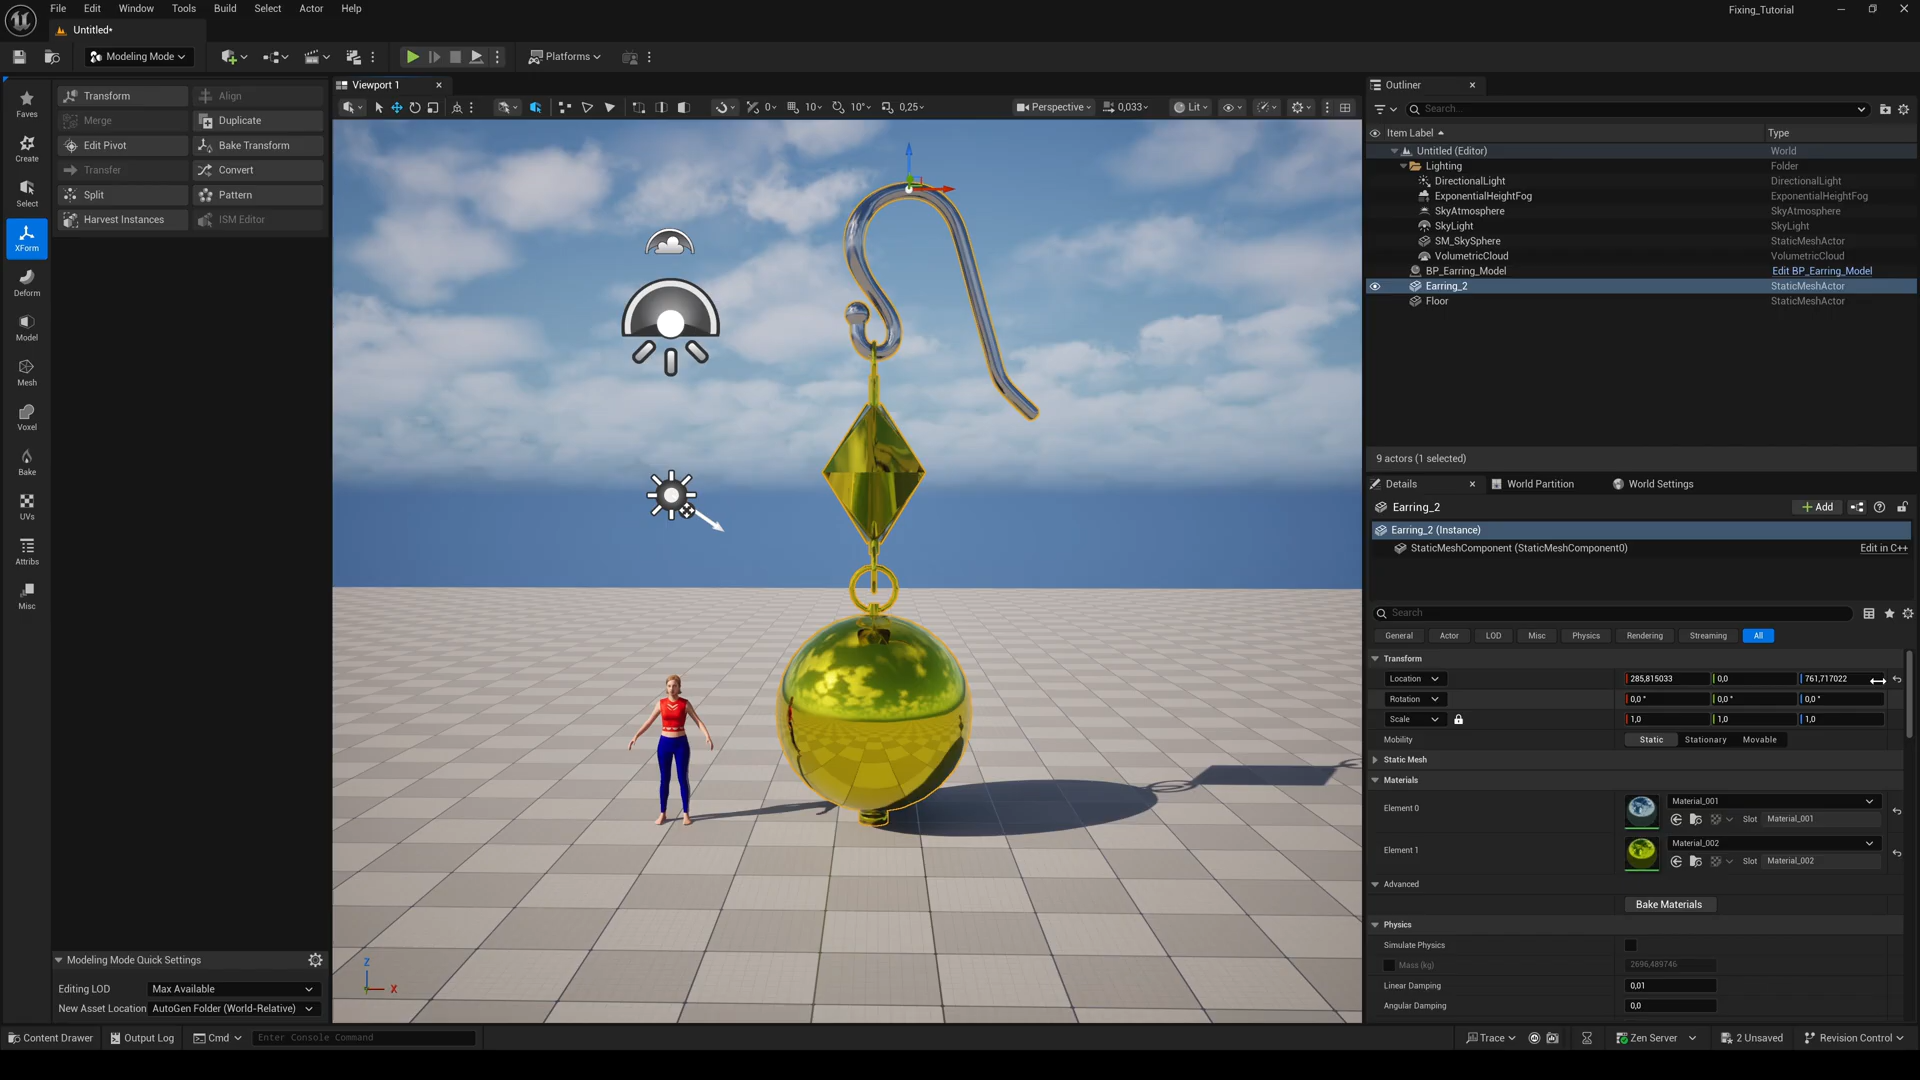 File Edit Window Tools Build Select Actor Help
Fixing_Tutorial
Untitled*
Modeling Mode
Platforms
Faves
Create
Select
XForm
Deform
Model
Mesh
Voxel
Bake
UVs
Attribs
Misc
Transform Align
Merge Duplicate
Edit Pivot Bake Transform
Transfer Convert
Split Pattern
Harvest Instances ISM Editor
Modeling Mode Quick Settings
Editing LOD Max Available
New Asset Location AutoGen Folder (World-Relative)
Viewport 1
0 10 10° 0,25 Perspective 0,033 Lit
Z
X
Outliner
Search...
Item Label Type
Untitled (Editor) World
Lighting Folder
DirectionalLight DirectionalLight
ExponentialHeightFog ExponentialHeightFog
SkyAtmosphere SkyAtmosphere
SkyLight SkyLight
SM_SkySphere StaticMeshActor
VolumetricCloud VolumetricCloud
BP_Earring_Model Edit BP_Earring_Model
Earring_2 StaticMeshActor
Floor StaticMeshActor
9 actors (1 selected)
Details World Partition World Settings
Earring_2 Add
Earring_2 (Instance)
StaticMeshComponent (StaticMeshComponent0) Edit in C++
Search
General Actor LOD Misc Physics Rendering Streaming All
Transform
Location 285,815033 0,0 761,717022
Rotation 0,0 ° 0,0 ° 0,0 °
Scale 1,0 1,0 1,0
Mobility Static Stationary Movable
Static Mesh
Materials
Element 0 Material_001
Slot Material_001
Element 1 Material_002
Slot Material_002
Advanced
Bake Materials
Physics
Simulate Physics
Mass (kg) 2696,489746
Linear Damping 0,01
Angular Damping 0,0
Content Drawer Output Log Cmd Enter Console Command Trace Zen Server 2 Unsaved Revision Control